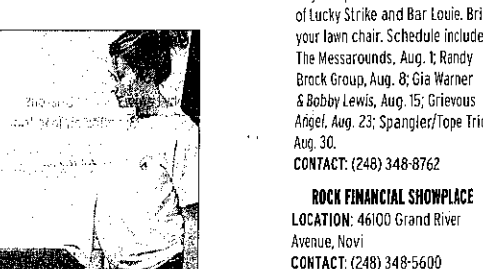 of Lucky Strike and Bar Louie. Bri
your lawn chair. Schedule include
The Messarounds, Aug. 1; Randy
Brock Group, Aug. 8; Gia Warner
& Bobby Lewis, Aug. 15; Grievous
Angel, Aug. 23; Spangler/Tope Trio
Aug. 30.
CONTACT: (248) 348-8762
ROCK FINANCIAL SHOWPLACE
LOCATION: 46100 Grand River
Avenue, Novi
CONTACT: (248) 348-5600